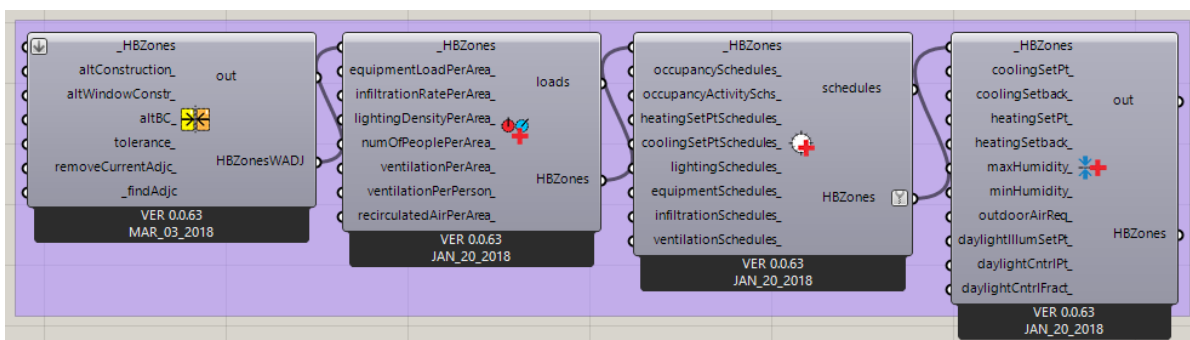 _HBZones
altConstruction_
altWindowConstr_
altBC_
tolerance_
removeCurrentAdjc_
_findAdjc
out
HBZonesWADJ
VER 0.0.63
MAR_03_2018
_HBZones
equipmentLoadPerArea_
infiltrationRatePerArea_
lightingDensityPerArea_
numOfPeoplePerArea_
ventilationPerArea_
ventilationPerPerson_
recirculatedAirPerArea_
loads
HBZones
VER 0.0.63
JAN_20_2018
_HBZones
occupancySchedules_
occupancyActivitySchs_
heatingSetPtSchedules_
coolingSetPtSchedules_
lightingSchedules_
equipmentSchedules_
infiltrationSchedules_
ventilationSchedules_
schedules
HBZones
VER 0.0.63
JAN_20_2018
_HBZones
coolingSetPt_
coolingSetback_
heatingSetPt_
heatingSetback_
maxHumidity_
minHumidity_
outdoorAirReq_
daylightIllumSetPt_
daylightCntrlPt_
daylightCntrlFract_
out
HBZones
VER 0.0.63
JAN_20_2018